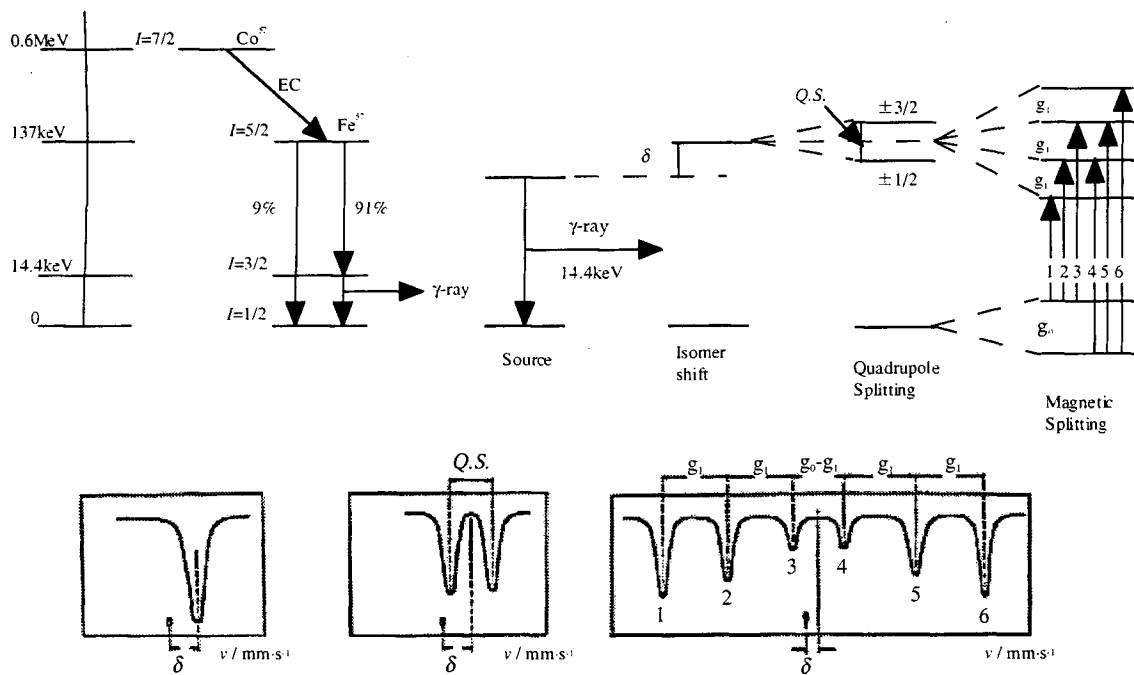 0.6MeV
I=7/2
Co⁵⁷
EC
137keV
I=5/2
Fe⁵⁷
9%
91%
14.4keV
I=3/2
γ-ray
0
I=1/2
γ-ray
14.4keV
Source
δ
Isomer
shift
Q.S.
±3/2
±1/2
Quadrupole
Splitting
g₁
g₁
g₁
1 2 3 4 5 6
g₀
Magnetic
Splitting
δ
v / mm·s⁻¹
Q.S.
δ
v / mm·s⁻¹
g₁ g₁ g₀-g₁ g₁ g₁
1 2 3 4 5 6
δ
v / mm·s⁻¹